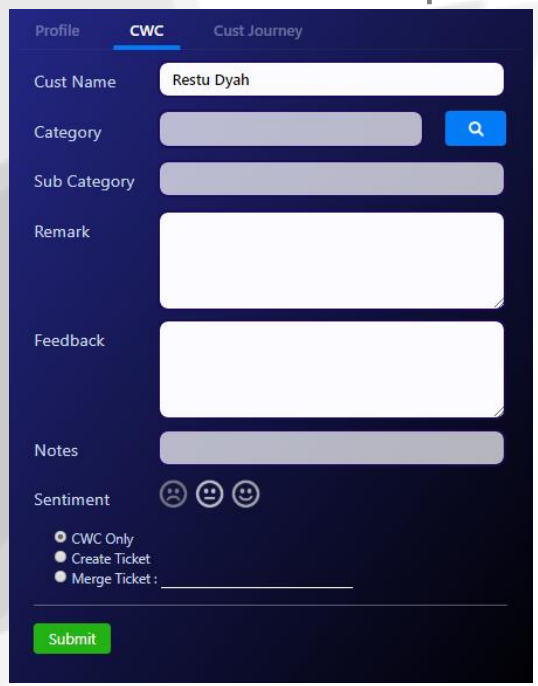 Profile CWC Cust Journey
Cust Name Restu Dyah
Category
Sub Category
Remark
Feedback
Notes
Sentiment
CWC Only
Create Ticket
Merge Ticket :
Submit